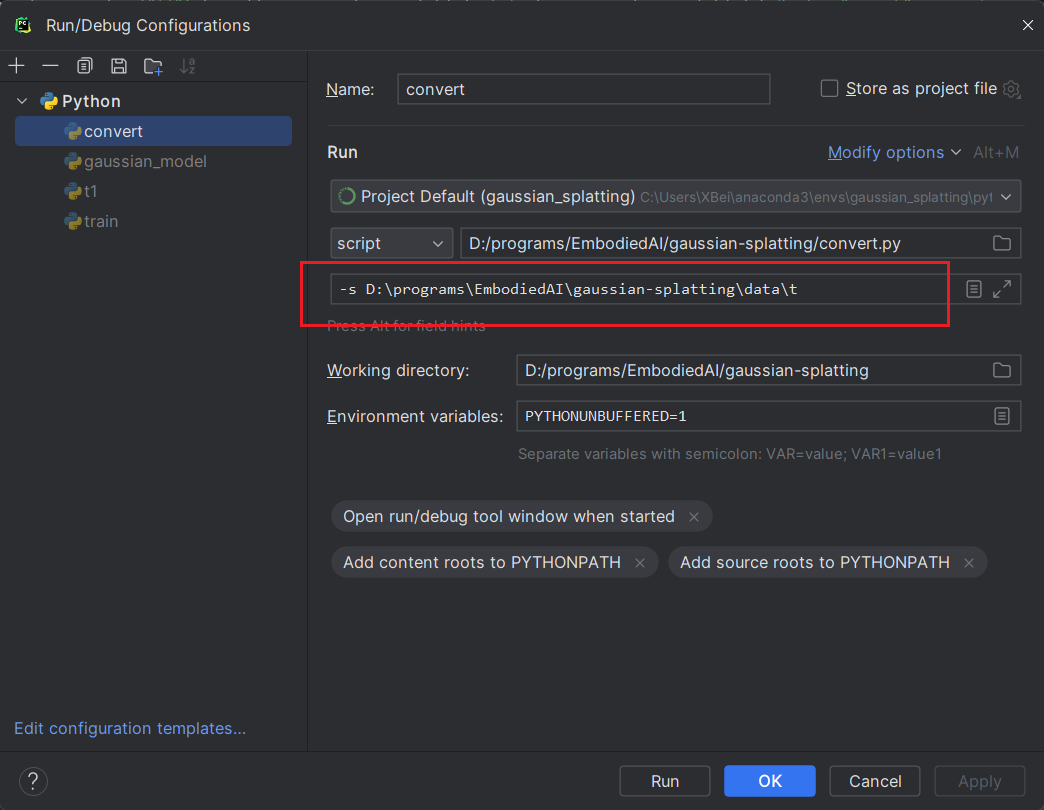 Run/Debug Configurations
Python
convert
gaussian_model
t1
train
Edit configuration templates...
Name: convert
Store as project file
Run
Modify options Alt+M
Project Default (gaussian_splatting) C:\Users\XBei\anaconda3\envs\gaussian_splatting\pyt
script D:/programs/EmbodiedAI/gaussian-splatting/convert.py
-s D:\programs\EmbodiedAI\gaussian-splatting\data\t
Press Alt for field hints
Working directory: D:/programs/EmbodiedAI/gaussian-splatting
Environment variables: PYTHONUNBUFFERED=1
Separate variables with semicolon: VAR=value; VAR1=value1
Open run/debug tool window when started ×
Add content roots to PYTHONPATH × Add source roots to PYTHONPATH ×
? Run OK Cancel Apply